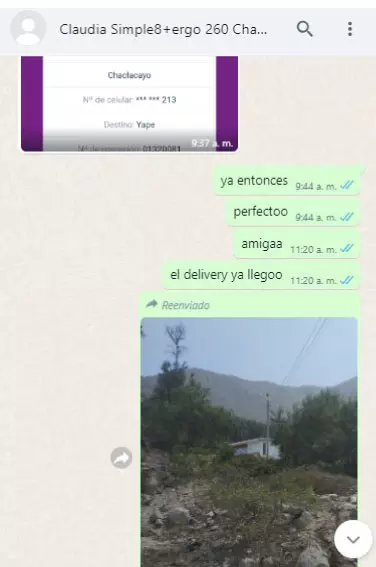 Claudia Simple8+ergo 260 Cha...
Chaclacayo
Nº de celular: *** *** 213
Destino: Yape
Nº de operación: 01320081
9:37 a. m.
ya entonces 9:44 a. m.
perfectoo 9:44 a. m.
amigaa 11:20 a. m.
el delivery ya llegoo 11:20 a. m.
Reenviado